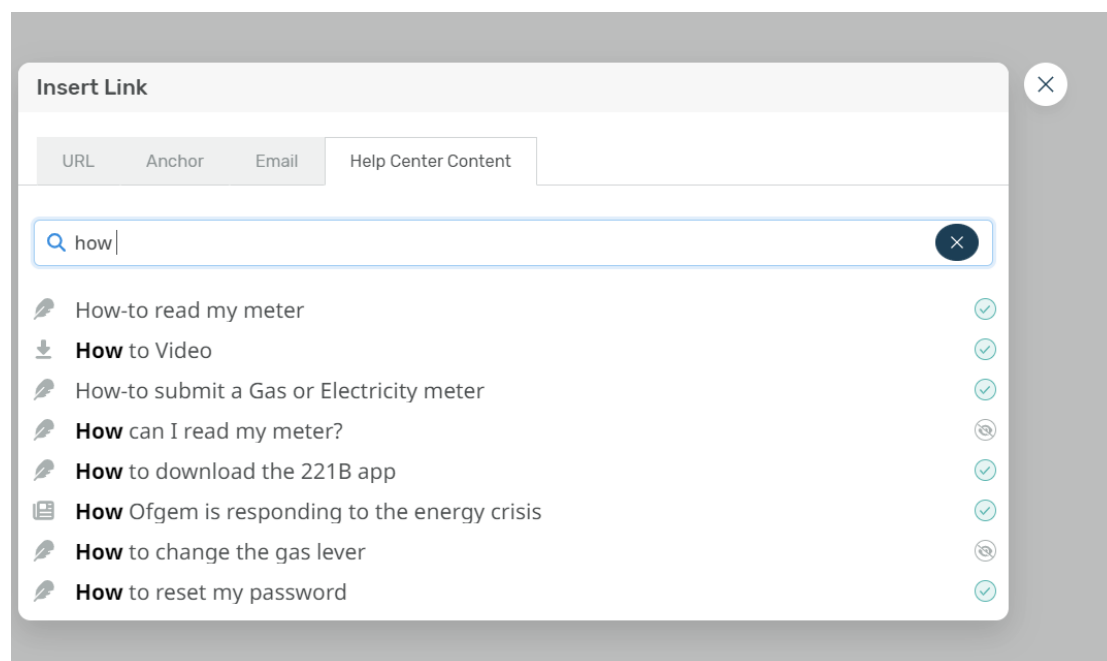 Insert Link
URL Anchor Email Help Center Content
how
How-to read my meter
How to Video
How-to submit a Gas or Electricity meter
How can I read my meter?
How to download the 221B app
How Ofgem is responding to the energy crisis
How to change the gas lever
How to reset my password